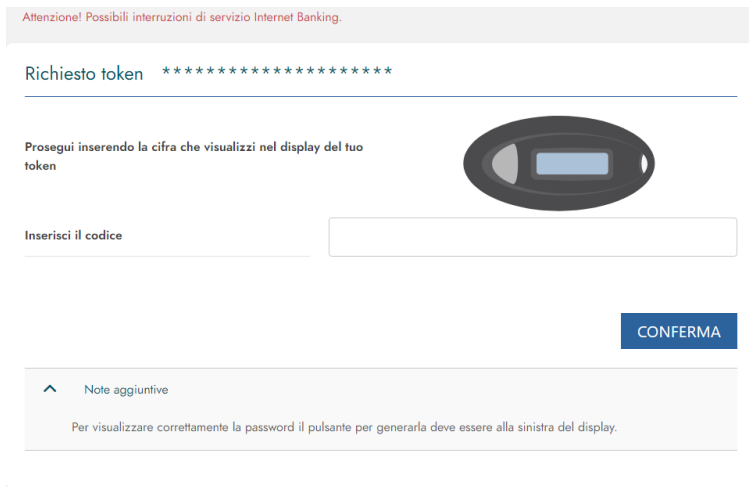 Attenzione! Possibili interruzioni di servizio Internet Banking.
Richiesto token *********************
Prosegui inserendo la cifra che visualizzi nel display del tuo
token
Inserisci il codice
CONFERMA
Note aggiuntive
Per visualizzare correttamente la password il pulsante per generarla deve essere alla sinistra del display.